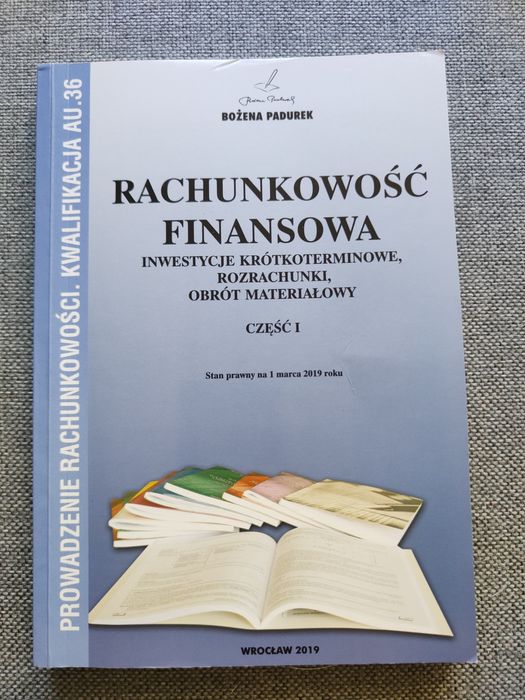 PROWADZENIE RACHUNKOWOŚCI. KWALIFIKACJA AU.36
BOŻENA PADUREK
RACHUNKOWOŚĆ
FINANSOWA
INWESTYCJE KRÓTKOTERMINOWE,
ROZRACHUNKI,
OBRÓT MATERIAŁOWY
CZĘŚĆ I
Stan prawny na 1 marca 2019 roku
WROCŁAW 2019